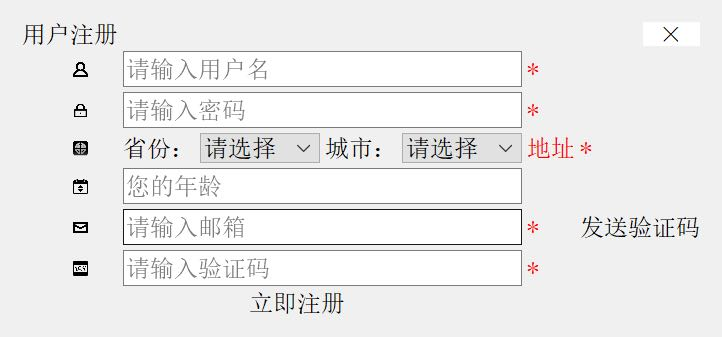 用户注册
请输入用户名 *
请输入密码 *
省份： 请选择 城市： 请选择 地址*
您的年龄
请输入邮箱 * 发送验证码
请输入验证码 *
立即注册